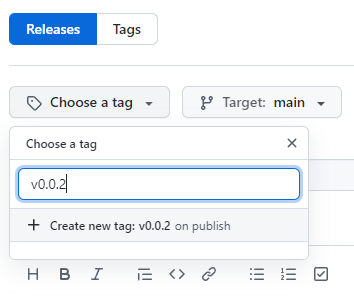 Releases Tags
Choose a tag Target: main
Choose a tag
v0.0.2
Create new tag: v0.0.2 on publish
H B I